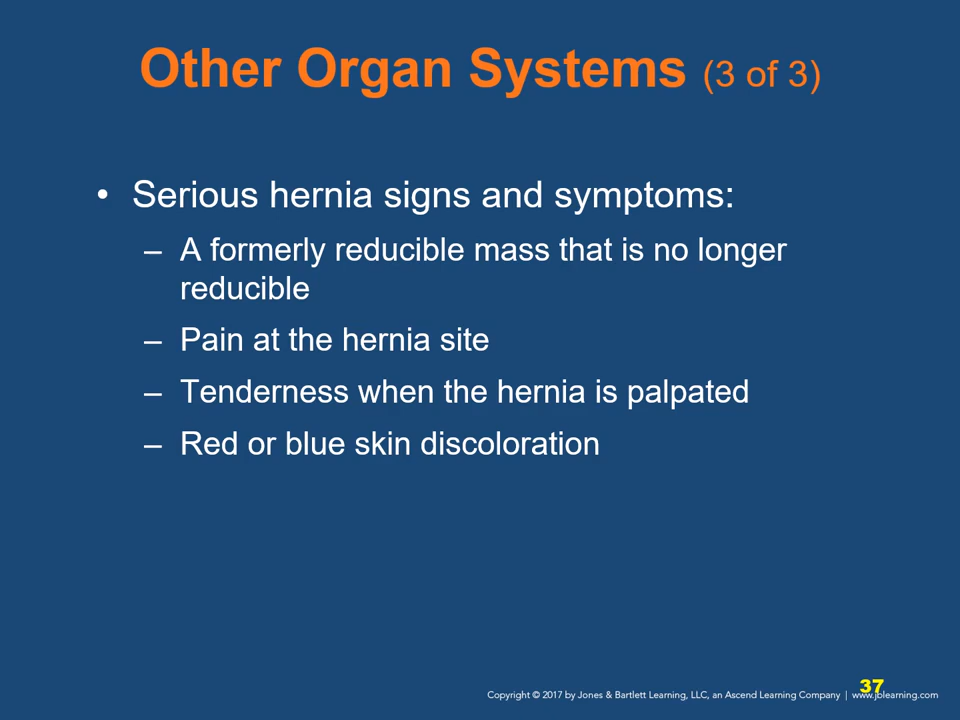 Other Organ Systems (3 of 3)
• Serious hernia signs and symptoms:
– A formerly reducible mass that is no longer
reducible
– Pain at the hernia site
– Tenderness when the hernia is palpated
– Red or blue skin discoloration
37
Copyright © 2017 by Jones & Bartlett Learning, LLC, an Ascend Learning Company | www.jblearning.com